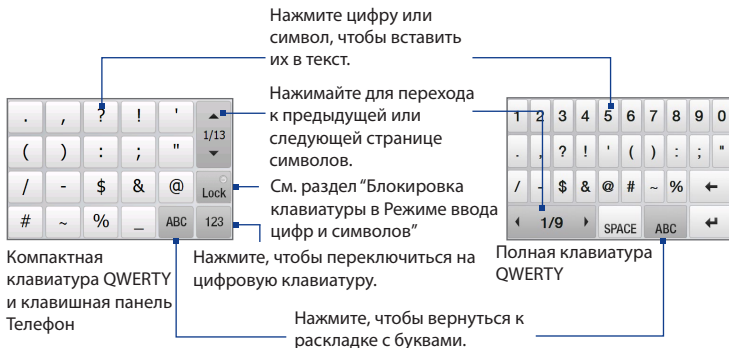 Нажмите цифру или
символ, чтобы вставить
их в текст.
. , ? ! '
1/13
( ) : ; "
/ - $ & @ Lock
# ~ % _ ABC 123
Нажимайте для перехода
к предыдущей или
следующей странице
символов.
См. раздел “Блокировка
клавиатуры в Режиме ввода
цифр и символов”
1 2 3 4 5 6 7 8 9 0
. , ? ! ' ( ) : ; "
/ - $ & @ # ~ % ←
1/9 SPACE ABC ↵
Компактная
клавиатура QWERTY
и клавишная панель
Телефон
Нажмите, чтобы переключиться на
цифровую клавиатуру.
Полная клавиатура
QWERTY
Нажмите, чтобы вернуться к
раскладке с буквами.